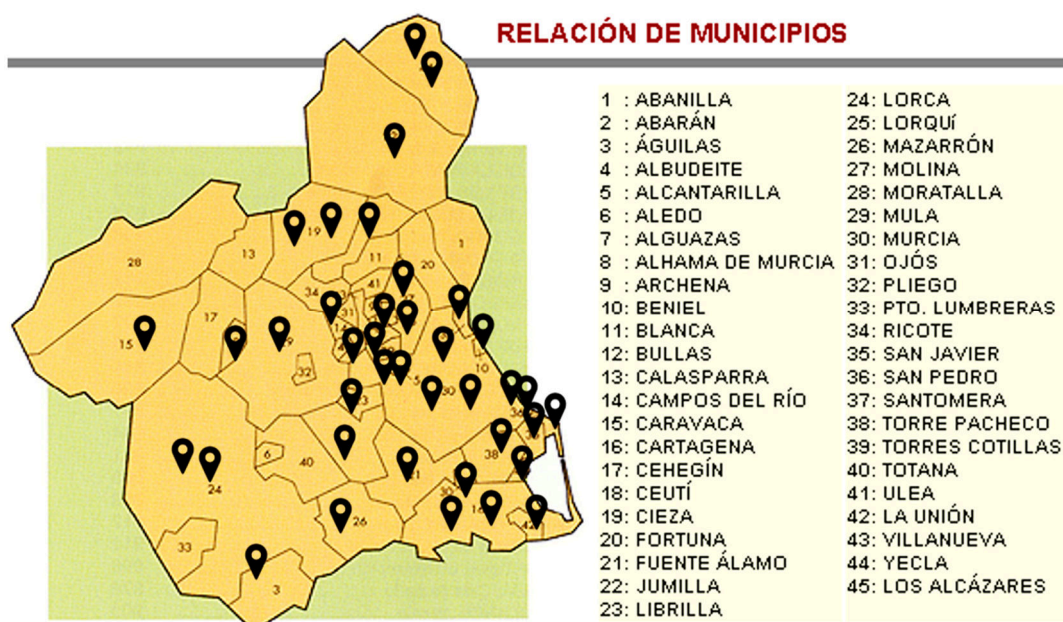 RELACIÓN DE MUNICIPIOS
1 : ABANILLA
2 : ABARÁN
3 : ÁGUILAS
4 : ALBUDEITE
5 : ALCANTARILLA
6 : ALEDO
7 : ALGUAZAS
8 : ALHAMA DE MURCIA
9 : ARCHENA
10: BENIEL
11: BLANCA
12: BULLAS
13: CALASPARRA
14: CAMPOS DEL RÍO
15: CARAVACA
16: CARTAGENA
17: CEHEGÍN
18: CEUTÍ
19: CIEZA
20: FORTUNA
21: FUENTE ÁLAMO
22: JUMILLA
23: LIBRILLA
24: LORCA
25: LORQUÍ
26: MAZARRÓN
27: MOLINA
28: MORATALLA
29: MULA
30: MURCIA
31: OJÓS
32: PLIEGO
33: PTO. LUMBRERAS
34: RICOTE
35: SAN JAVIER
36: SAN PEDRO
37: SANTOMERA
38: TORRE PACHECO
39: TORRES COTILLAS
40: TOTANA
41: ULEA
42: LA UNIÓN
43: VILLANUEVA
44: YECLA
45: LOS ALCÁZARES
19
13
1
28
11
20
41
34
17
31
15
32
10
5
30
6
40
38
24
30
16
26
42
33
3